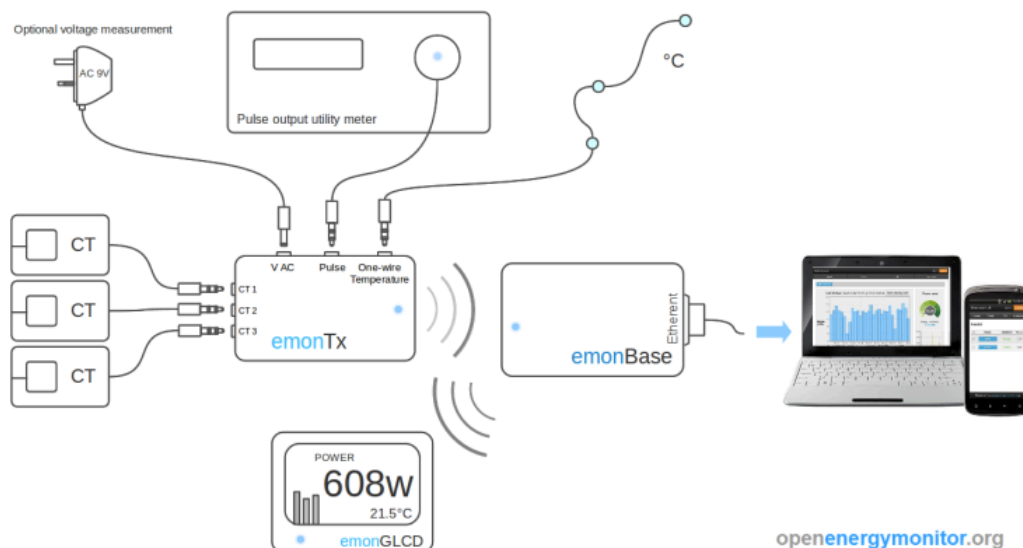 Optional voltage measurement
AC 9V
Pulse output utility meter
°C
CT
CT
CT
V AC
Pulse
One-wire
Temperature
CT 1
CT 2
CT 3
emonTx
Etherent
emonBase
POWER
608w
21.5°C
emonGLCD
openenergymonitor.org